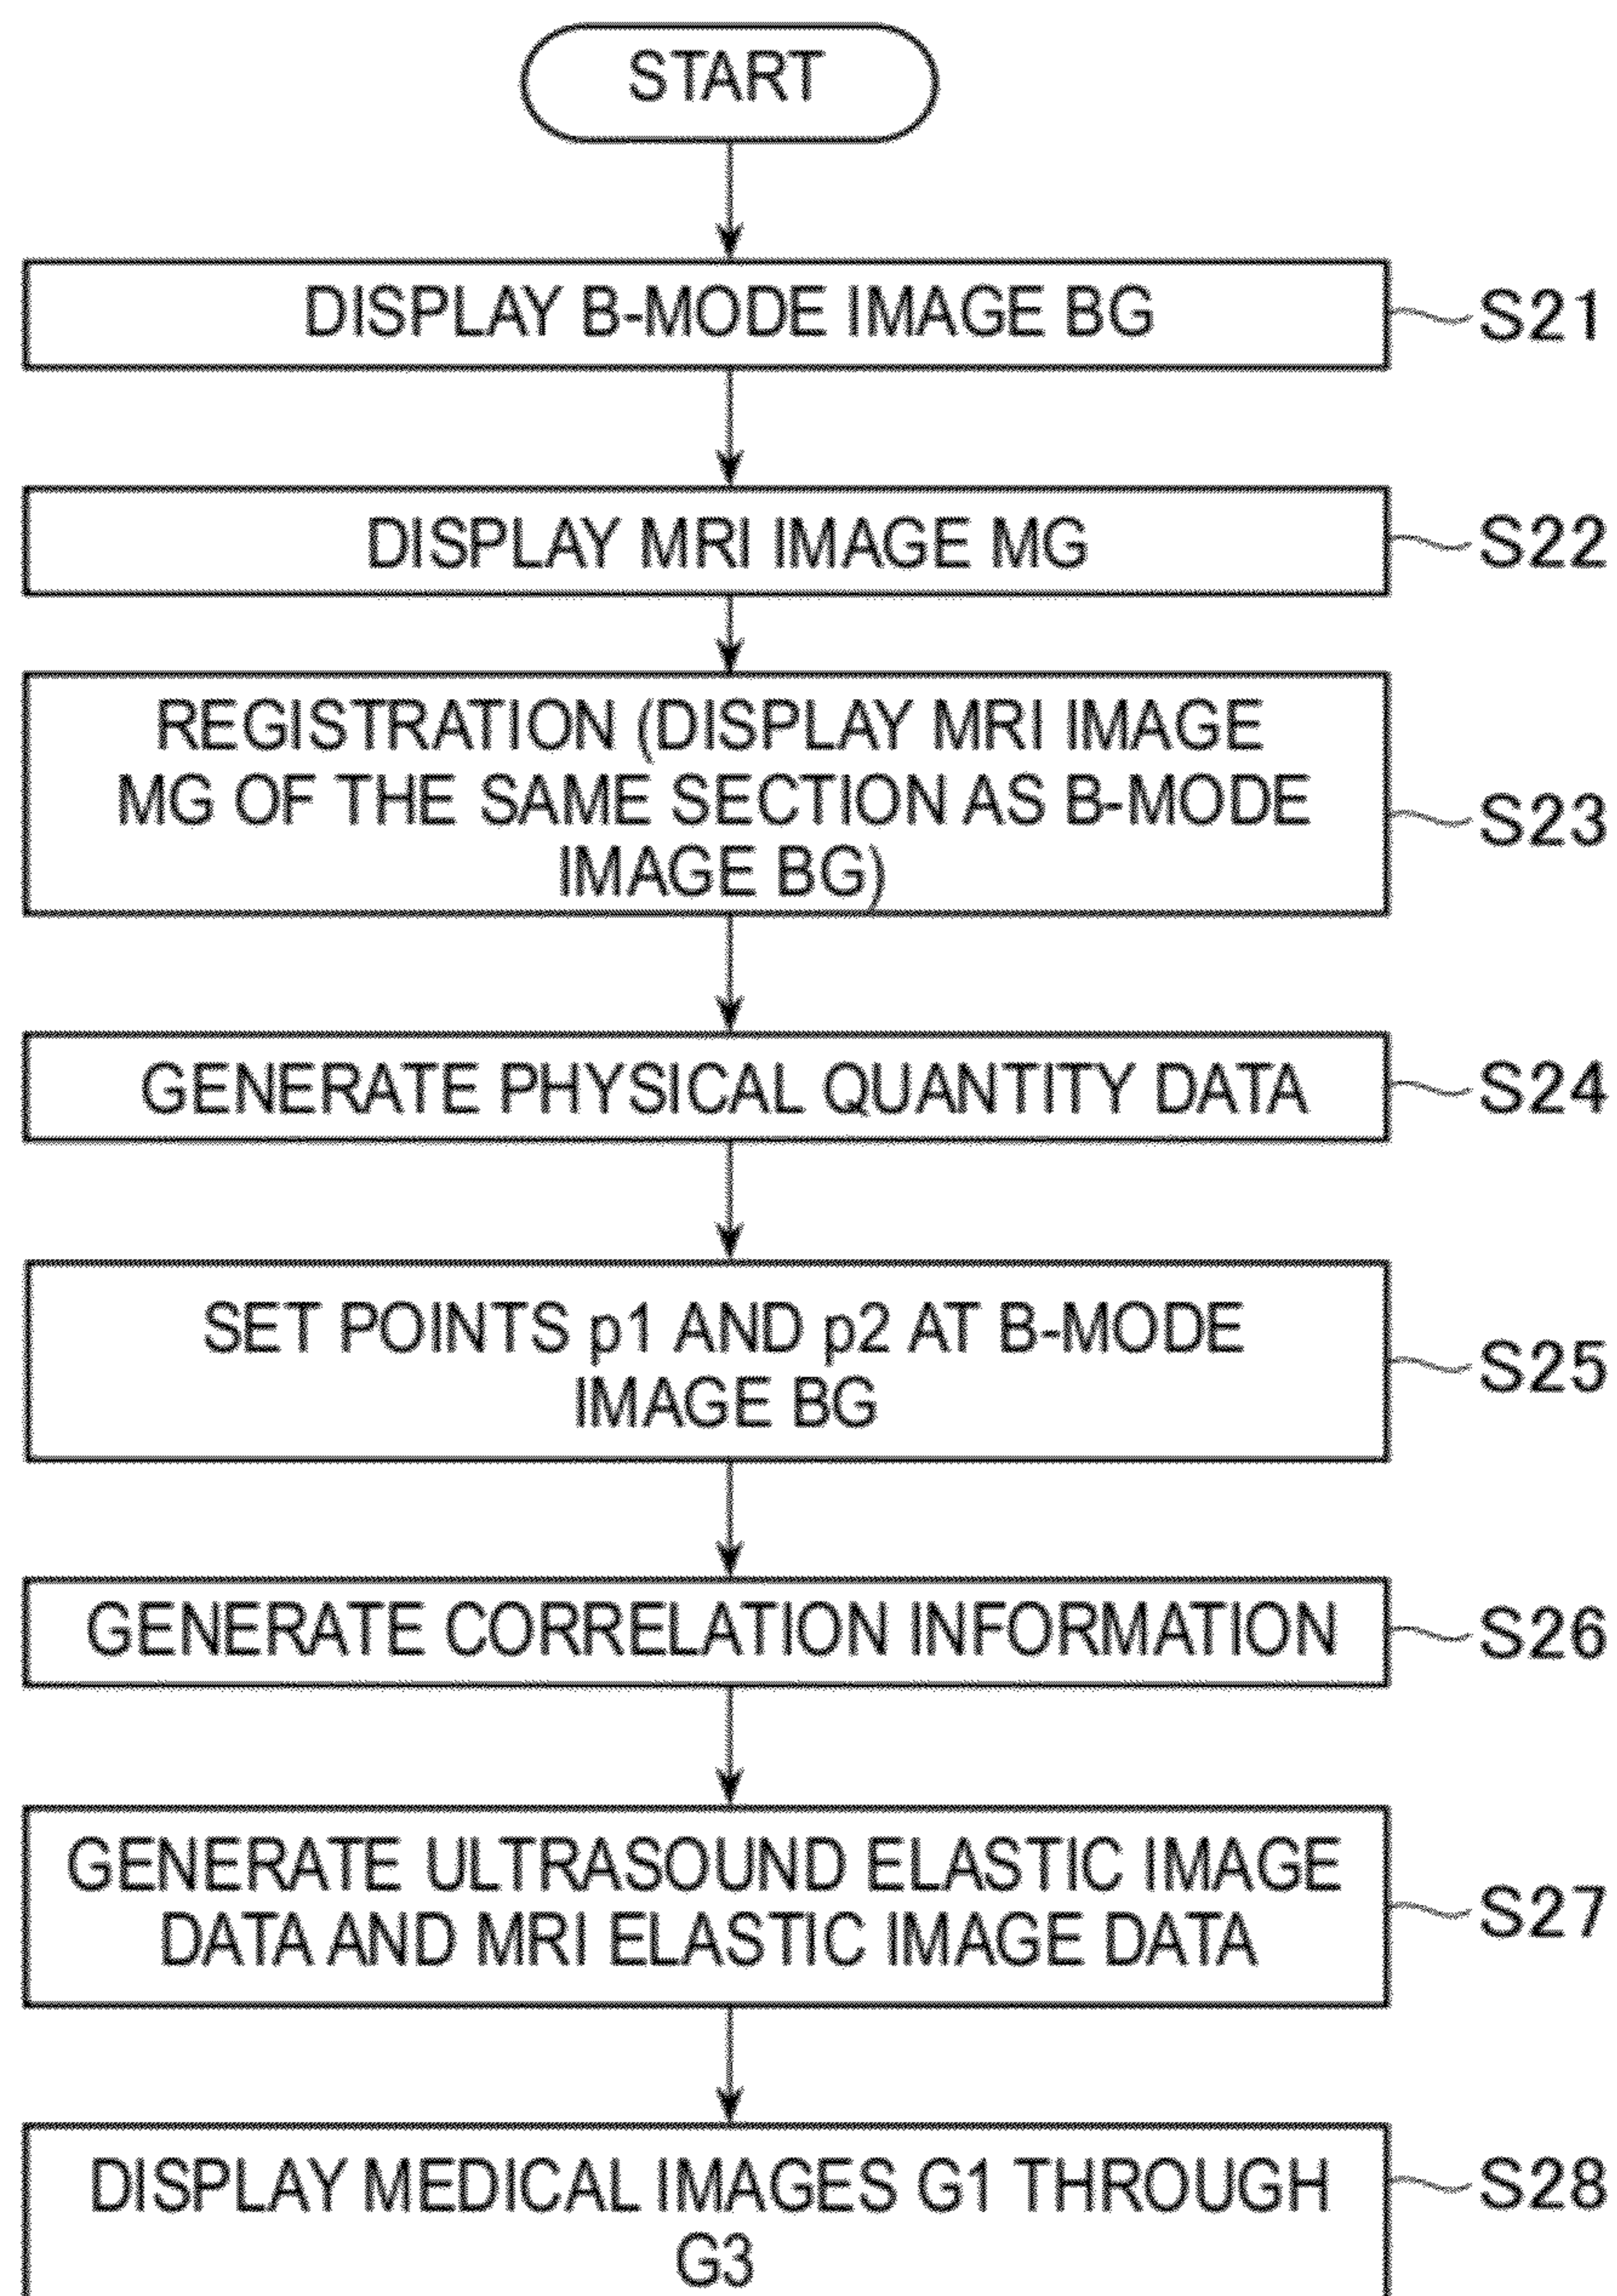 START
DISPLAY B-MODE IMAGE BG
S21
DISPLAY MRI IMAGE MG
S22
REGISTRATION (DISPLAY MRI IMAGE
MG OF THE SAME SECTION AS B-MODE
IMAGE BG)
S23
GENERATE PHYSICAL QUANTITY DATA
S24
SET POINTS p1 AND p2 AT B-MODE
IMAGE BG
S25
GENERATE CORRELATION INFORMATION
S26
GENERATE ULTRASOUND ELASTIC IMAGE
DATA AND MRI ELASTIC IMAGE DATA
S27
DISPLAY MEDICAL IMAGES G1 THROUGH
G3
S28